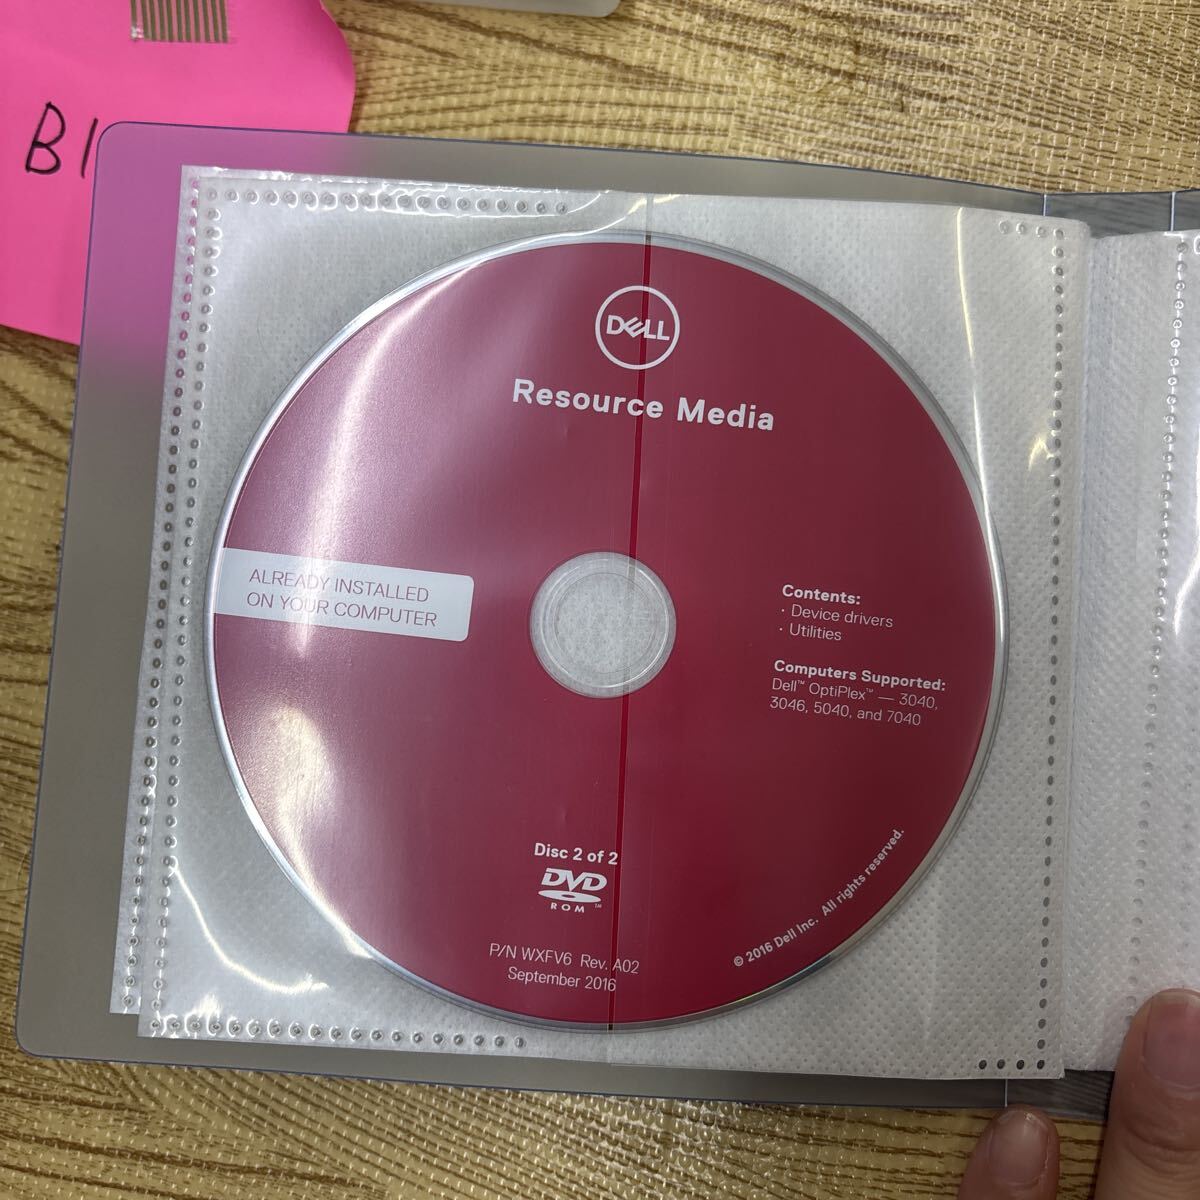 B1
DELL
Resource Media
ALREADY INSTALLED
ON YOUR COMPUTER
Contents:
· Device drivers
· Utilities
Computers Supported:
Dell™ OptiPlex™ — 3040,
3046, 5040, and 7040
Disc 2 of 2
DVD
ROM™
P/N WXFV6 Rev. A02
September 2016
© 2016 Dell Inc. All rights reserved.